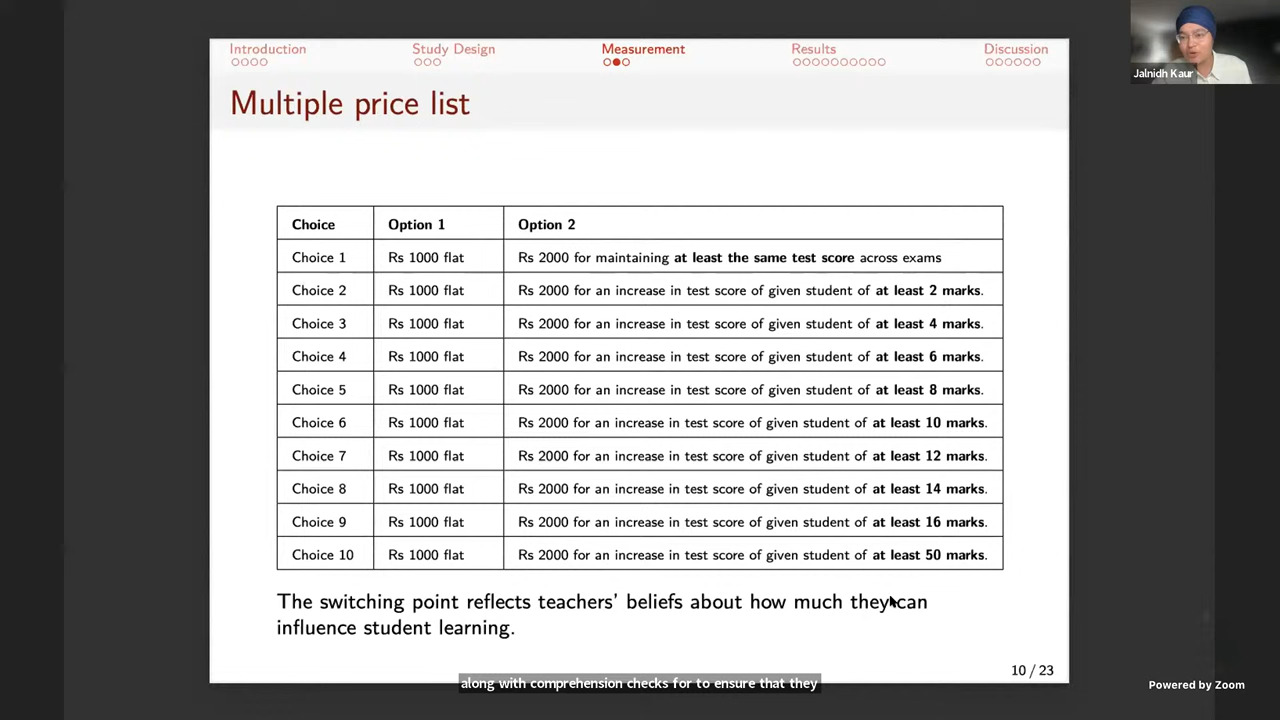 Introduction Study Design Measurement Results Discussion
Jalnidh Kaur
Multiple price list
Choice Option 1 Option 2
Choice 1 Rs 1000 flat Rs 2000 for maintaining at least the same test score across exams
Choice 2 Rs 1000 flat Rs 2000 for an increase in test score of given student of at least 2 marks.
Choice 3 Rs 1000 flat Rs 2000 for an increase in test score of given student of at least 4 marks.
Choice 4 Rs 1000 flat Rs 2000 for an increase in test score of given student of at least 6 marks.
Choice 5 Rs 1000 flat Rs 2000 for an increase in test score of given student of at least 8 marks.
Choice 6 Rs 1000 flat Rs 2000 for an increase in test score of given student of at least 10 marks.
Choice 7 Rs 1000 flat Rs 2000 for an increase in test score of given student of at least 12 marks.
Choice 8 Rs 1000 flat Rs 2000 for an increase in test score of given student of at least 14 marks.
Choice 9 Rs 1000 flat Rs 2000 for an increase in test score of given student of at least 16 marks.
Choice 10 Rs 1000 flat Rs 2000 for an increase in test score of given student of at least 50 marks.
The switching point reflects teachers' beliefs about how much they can
influence student learning.
10 / 23
along with comprehension checks for to ensure that they
Powered by Zoom